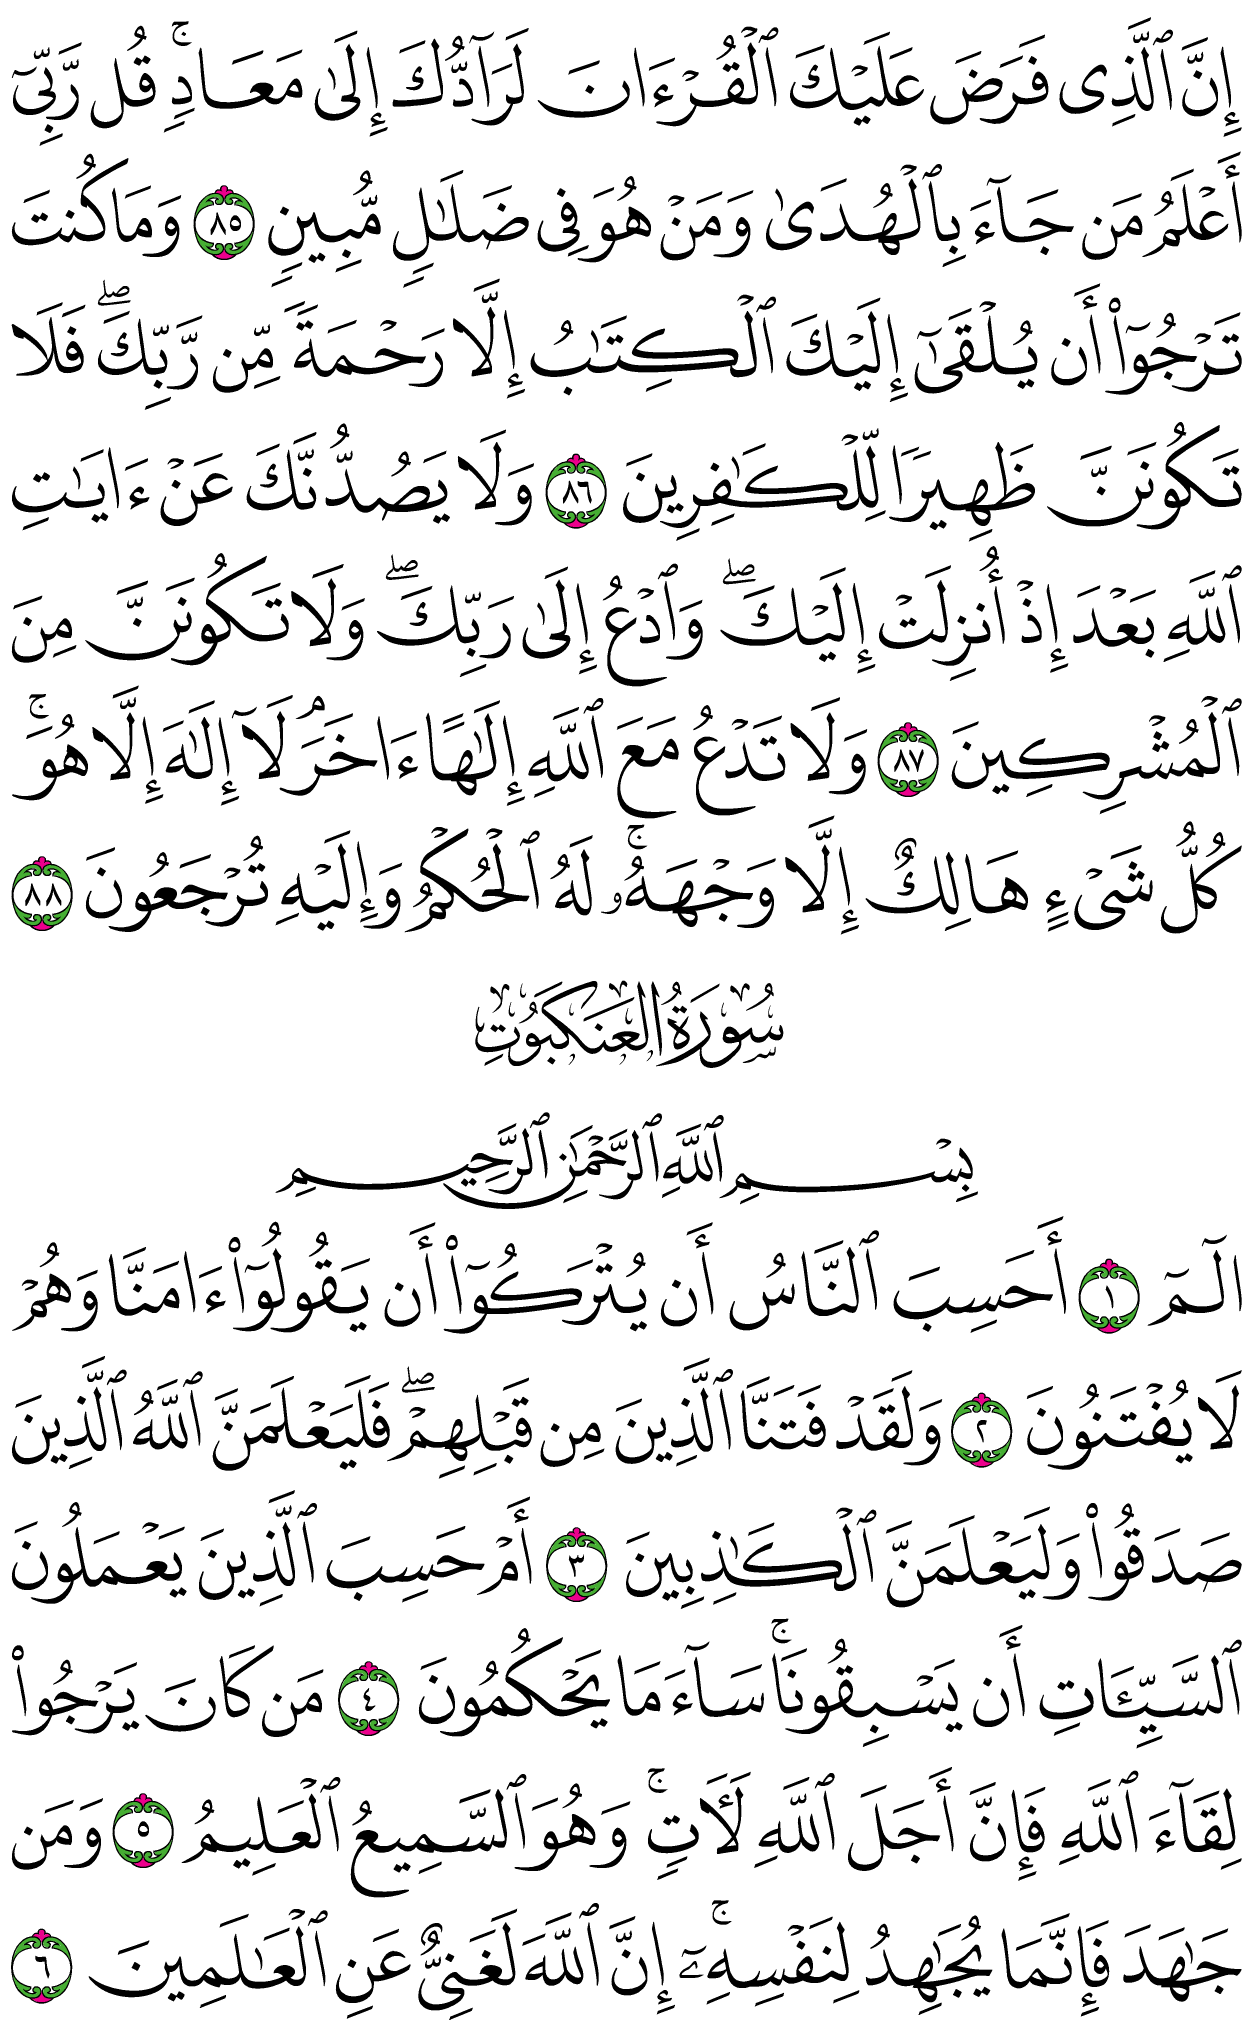 إِنَّ ٱلَّذِى فَرَضَ عَلَيْكَ ٱلْقُرْءَانَ لَرَآدُّكَ إِلَىٰ مَعَادٍۢ ۚ قُل رَّبِّىٓ
أَعْلَمُ مَن جَآءَ بِٱلْهُدَىٰ وَمَنْ هُوَ فِى ضَلَـٰلٍۢ مُّبِينٍۢ ٨٥ وَمَا كُنتَ
تَرْجُوٓا۟ أَن يُلْقَىٰٓ إِلَيْكَ ٱلْكِتَـٰبُ إِلَّا رَحْمَةًۭ مِّن رَّبِّكَ ۖ فَلَا
تَكُونَنَّ ظَهِيرًۭا لِّلْكَـٰفِرِينَ ٨٦ وَلَا يَصُدُّنَّكَ عَنْ ءَايَـٰتِ
ٱللَّهِ بَعْدَ إِذْ أُنزِلَتْ إِلَيْكَ ۖ وَٱدْعُ إِلَىٰ رَبِّكَ ۖ وَلَا تَكُونَنَّ مِنَ
ٱلْمُشْرِكِينَ ٨٧ وَلَا تَدْعُ مَعَ ٱللَّهِ إِلَـٰهًا ءَاخَرَ ۘ لَآ إِلَـٰهَ إِلَّا هُوَ ۚ
كُلُّ شَىْءٍ هَالِكٌ إِلَّا وَجْهَهُۥ ۚ لَهُ ٱلْحُكْمُ وَإِلَيْهِ تُرْجَعُونَ ٨٨
سُورَةُ العَنكَبُوتِ
بِسْمِ ٱللَّهِ ٱلرَّحْمَـٰنِ ٱلرَّحِيمِ
الٓمٓ ١ أَحَسِبَ ٱلنَّاسُ أَن يُتْرَكُوٓا۟ أَن يَقُولُوٓا۟ ءَامَنَّا وَهُمْ
لَا يُفْتَنُونَ ٢ وَلَقَدْ فَتَنَّا ٱلَّذِينَ مِن قَبْلِهِمْ ۖ فَلَيَعْلَمَنَّ ٱللَّهُ ٱلَّذِينَ
صَدَقُوا۟ وَلَيَعْلَمَنَّ ٱلْكَـٰذِبِينَ ٣ أَمْ حَسِبَ ٱلَّذِينَ يَعْمَلُونَ
ٱلسَّيِّـَٔاتِ أَن يَسْبِقُونَا ۚ سَآءَ مَا يَحْكُمُونَ ٤ مَن كَانَ يَرْجُوا۟
لِقَآءَ ٱللَّهِ فَإِنَّ أَجَلَ ٱللَّهِ لَـَٔاتٍۢ ۚ وَهُوَ ٱلسَّمِيعُ ٱلْعَلِيمُ ٥ وَمَن
جَـٰهَدَ فَإِنَّمَا يُجَـٰهِدُ لِنَفْسِهِۦٓ ۚ إِنَّ ٱللَّهَ لَغَنِىٌّ عَنِ ٱلْعَـٰلَمِينَ ٦